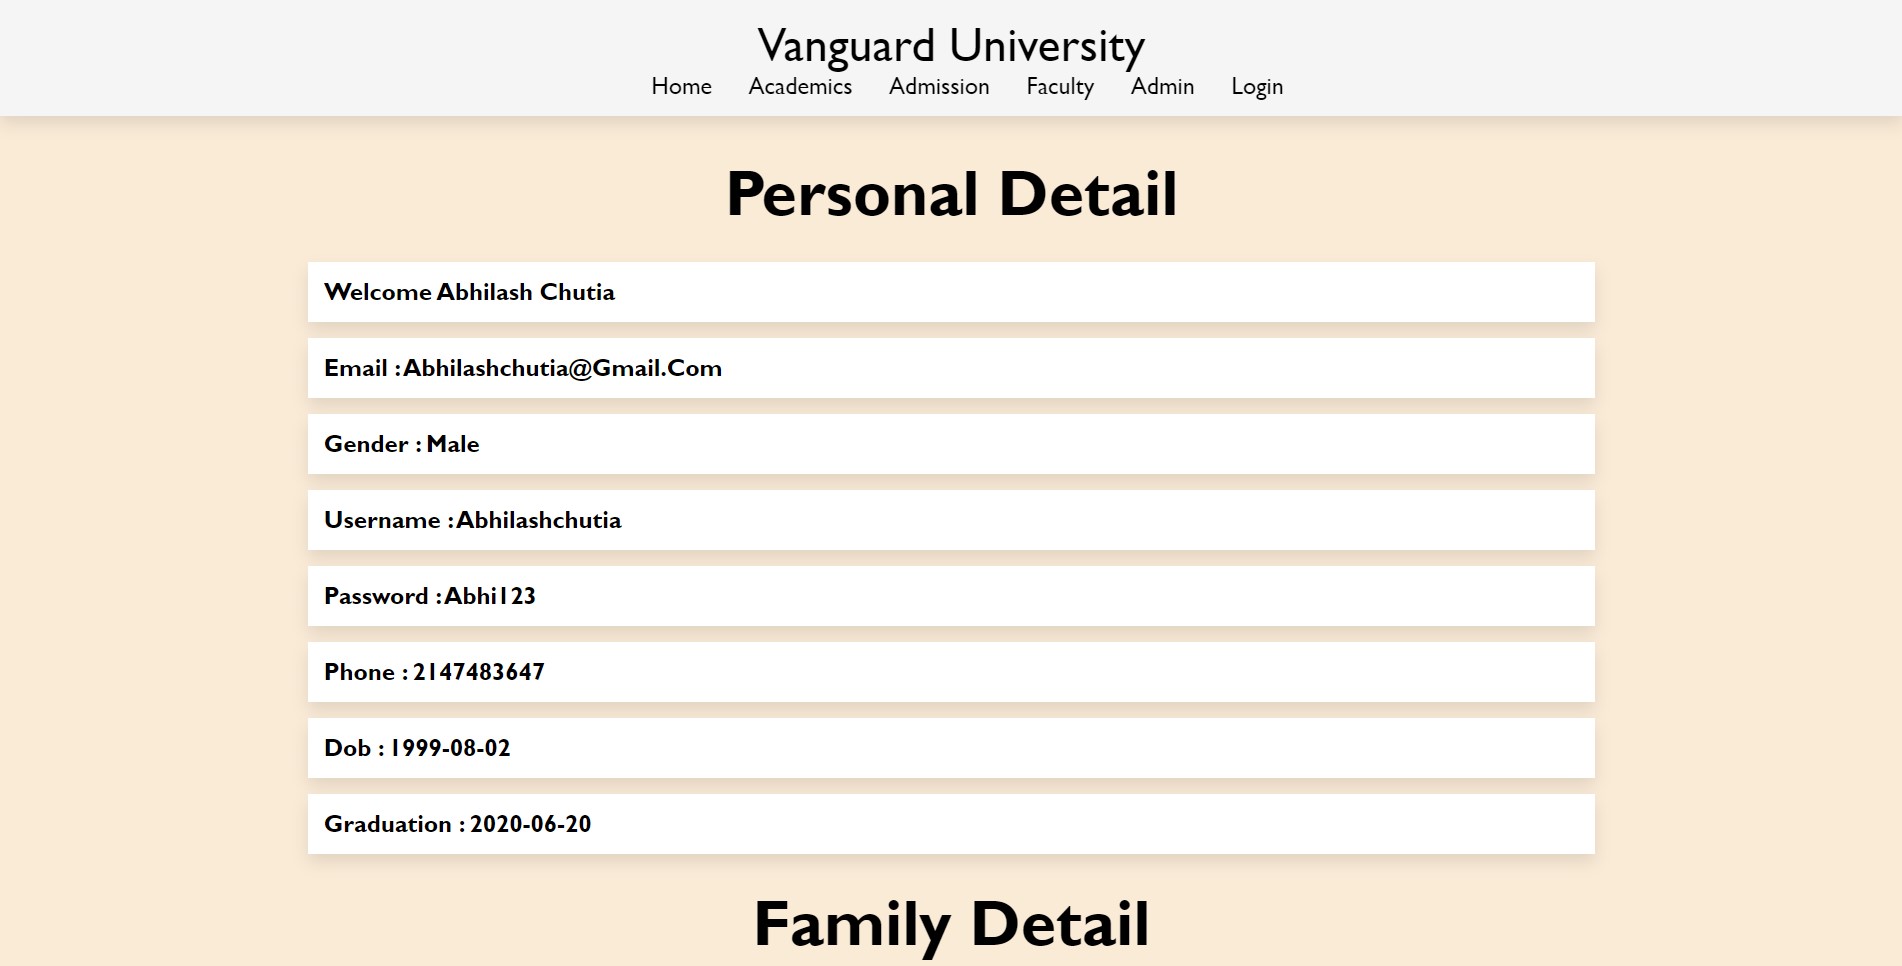 Vanguard University
Home Academics Admission Faculty Admin Login
Personal Detail
Welcome Abhilash Chutia
Email : Abhilashchutia@Gmail.Com
Gender : Male
Username : Abhilashchutia
Password : Abhi123
Phone : 2147483647
Dob : 1999-08-02
Graduation : 2020-06-20
Family Detail